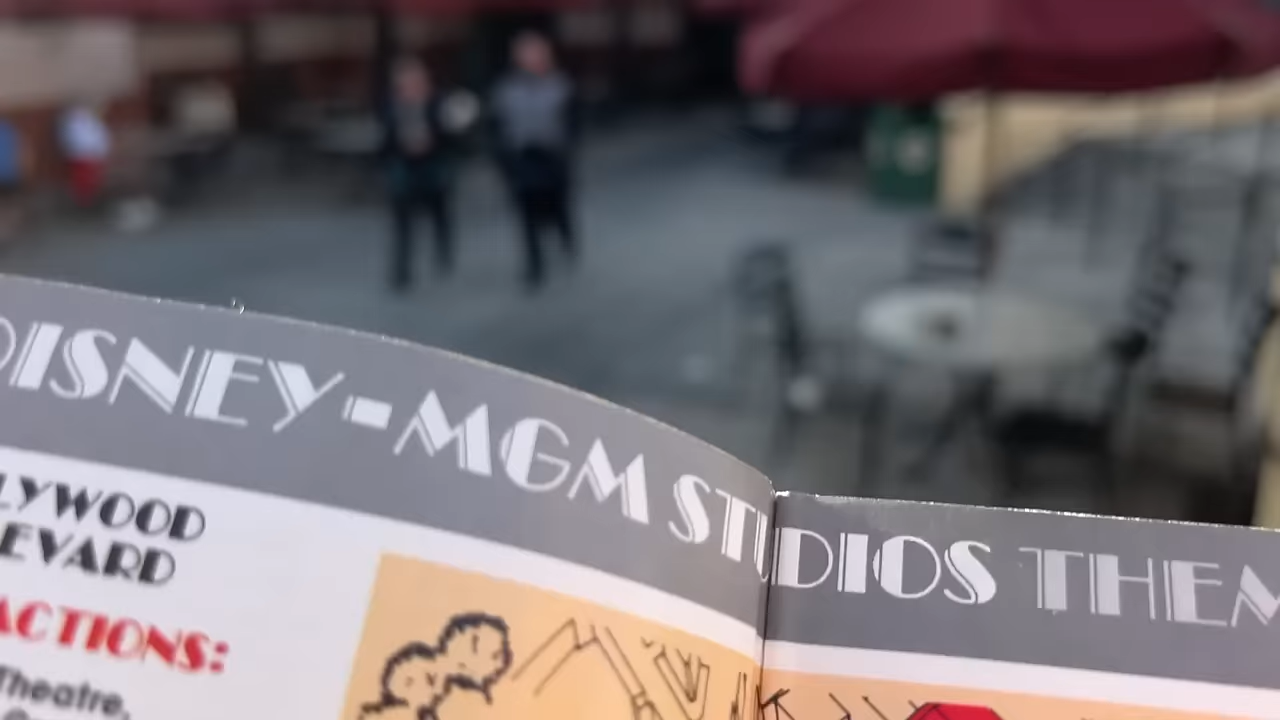 DISNEY-MGM STUDIOS THEM
LYWOOD
EVARD
ACTIONS:
Theatre,